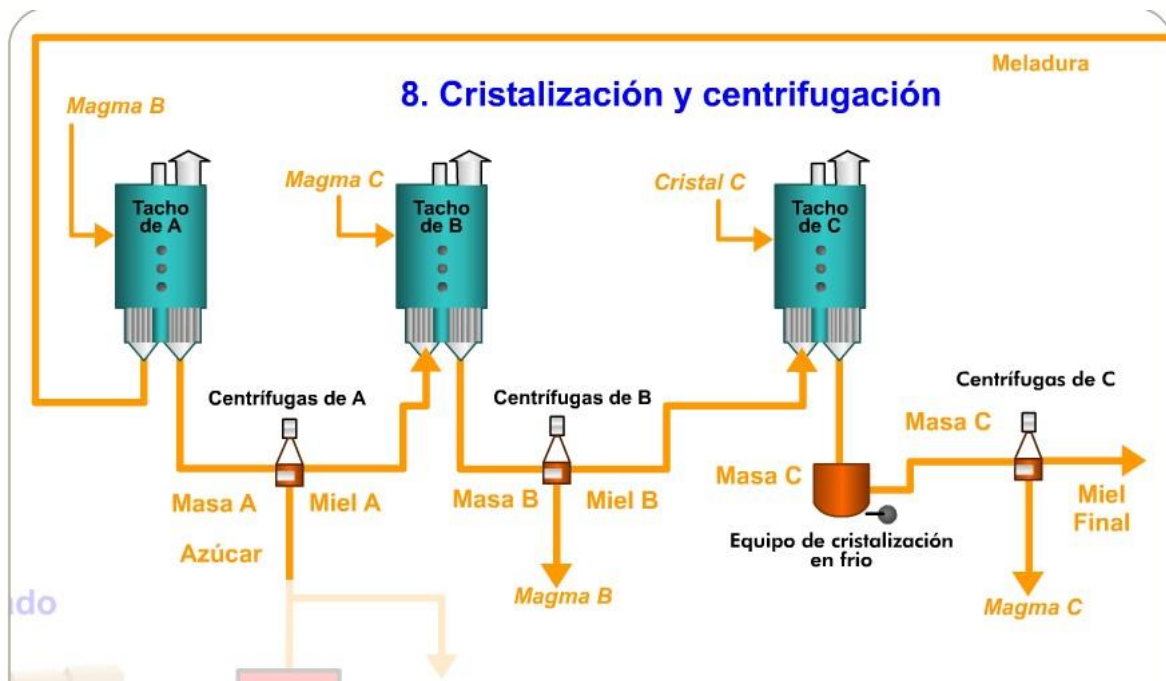 Meladura
8. Cristalización y centrifugación
Magma B
Magma C
Cristal C
Tacho
de A
Tacho
de B
Tacho
de C
Centrífugas de A
Centrífugas de B
Centrífugas de C
Masa A
Miel A
Masa B
Miel B
Masa C
Masa C
Miel
Final
Azúcar
Equipo de cristalización
en frio
Magma B
Magma C
do